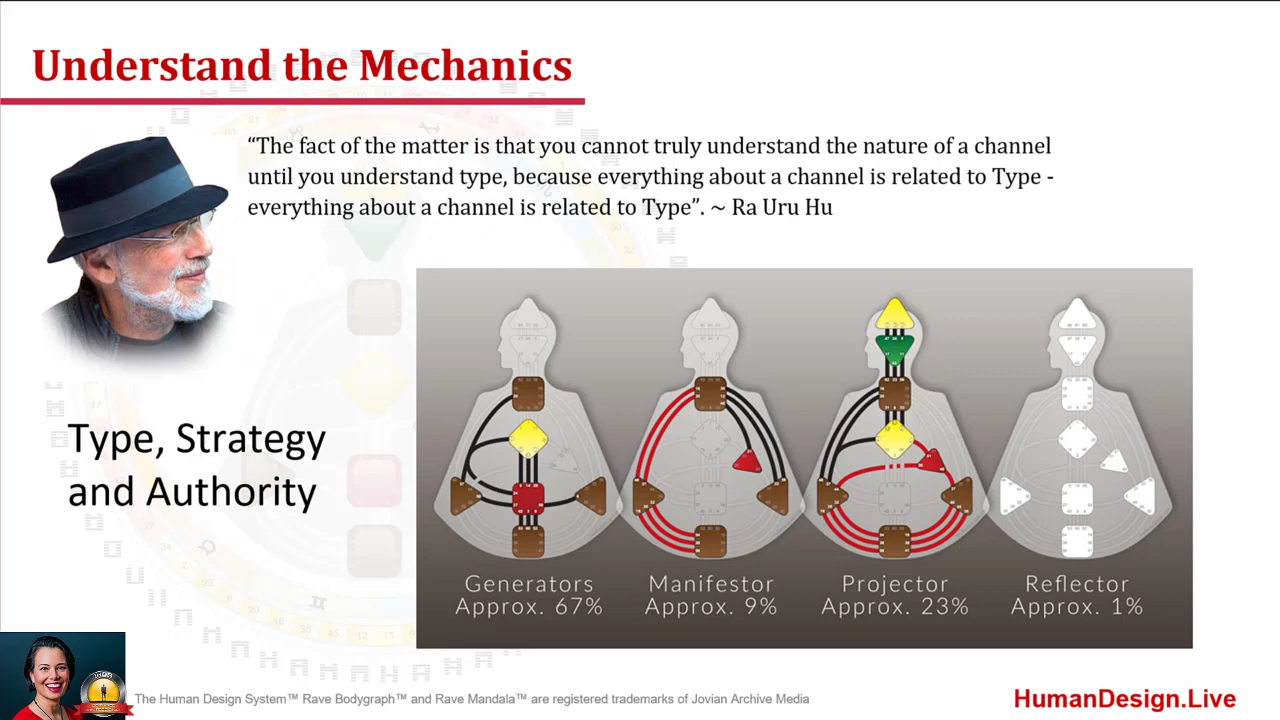 Understand the Mechanics
“The fact of the matter is that you cannot truly understand the nature of a channel
until you understand type, because everything about a channel is related to Type -
everything about a channel is related to Type”. ~ Ra Uru Hu
Type, Strategy
and Authority
Generators
Approx. 67%
Manifestor
Approx. 9%
Projector
Approx. 23%
Reflector
Approx. 1%
The Human Design System™ Rave Bodygraph™ and Rave Mandala™ are registered trademarks of Jovian Archive Media
HumanDesign.Live